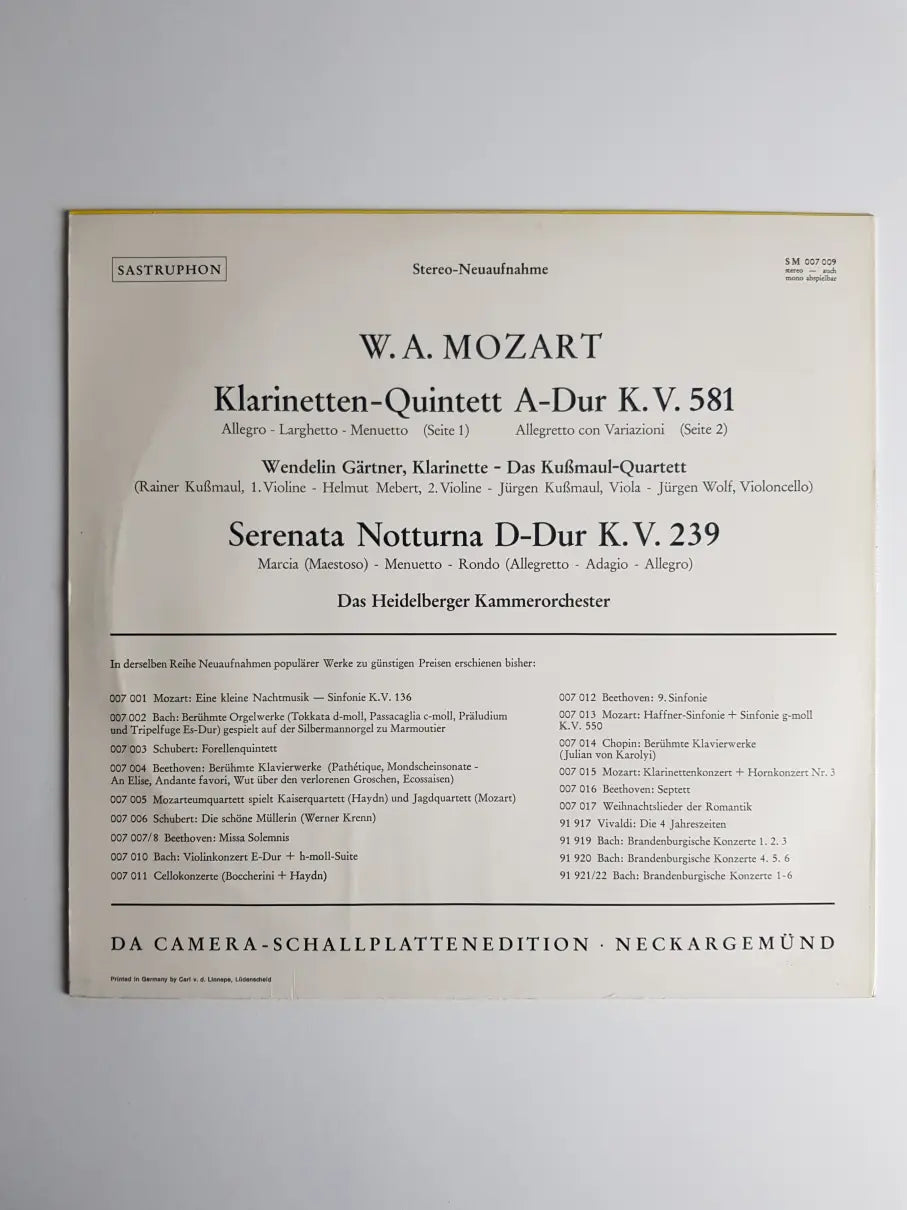 SASTRUPHON
Stereo-Neuaufnahme
SM 007 009
stereo — auch
mono abspielbar
W. A. MOZART
Klarinetten-Quintett A-Dur K. V. 581
Allegro - Larghetto - Menuetto (Seite 1) Allegretto con Variazioni (Seite 2)
Wendelin Gärtner, Klarinette - Das Kußmaul-Quartett
(Rainer Kußmaul, 1. Violine - Helmut Mebert, 2. Violine - Jürgen Kußmaul, Viola - Jürgen Wolf, Violoncello)
Serenata Notturna D-Dur K. V. 239
Marcia (Maestoso) - Menuetto - Rondo (Allegretto - Adagio - Allegro)
Das Heidelberger Kammerorchester
In derselben Reihe Neuaufnahmen populärer Werke zu günstigen Preisen erschienen bisher:
007 001 Mozart: Eine kleine Nachtmusik — Sinfonie K.V. 136
007 002 Bach: Berühmte Orgelwerke (Tokkata d-moll, Passacaglia c-moll, Präludium
und Tripelfuge Es-Dur) gespielt auf der Silbermannorgel zu Marmoutier
007 003 Schubert: Forellenquintett
007 004 Beethoven: Berühmte Klavierwerke (Pathétique, Mondscheinsonate -
An Elise, Andante favori, Wut über den verlorenen Groschen, Ecossaisen)
007 005 Mozarteumquartett spielt Kaiserquartett (Haydn) und Jagdquartett (Mozart)
007 006 Schubert: Die schöne Müllerin (Werner Krenn)
007 007/8 Beethoven: Missa Solemnis
007 010 Bach: Violinkonzert E-Dur + h-moll-Suite
007 011 Cellokonzerte (Boccherini + Haydn)
007 012 Beethoven: 9. Sinfonie
007 013 Mozart: Haffner-Sinfonie + Sinfonie g-moll
K.V. 550
007 014 Chopin: Berühmte Klavierwerke
(Julian von Karolyi)
007 015 Mozart: Klarinettenkonzert + Hornkonzert Nr. 3
007 016 Beethoven: Septett
007 017 Weihnachtslieder der Romantik
91 917 Vivaldi: Die 4 Jahreszeiten
91 919 Bach: Brandenburgische Konzerte 1. 2. 3
91 920 Bach: Brandenburgische Konzerte 4. 5. 6
91 921/22 Bach: Brandenburgische Konzerte 1-6
DA CAMERA-SCHALLPLATTENEDITION · NECKARGEMÜND
Printed in Germany by Carl v. d. Linnepe, Lüdenscheid